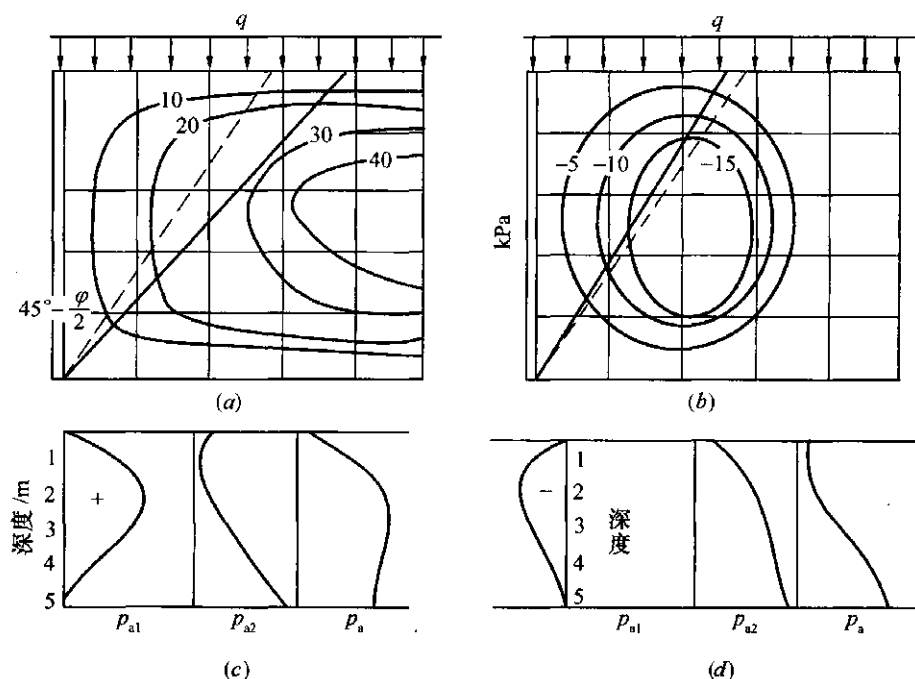 q
10
20
30
40
45° - φ/2
(a)
q
-5
-10
-15
kPa
(b)
深度/m
1
2
3
4
5
+
p_a1
p_a2
p_a
(c)
-
1
2
3
4
5
深度
p_a1
p_a2
p_a
(d)